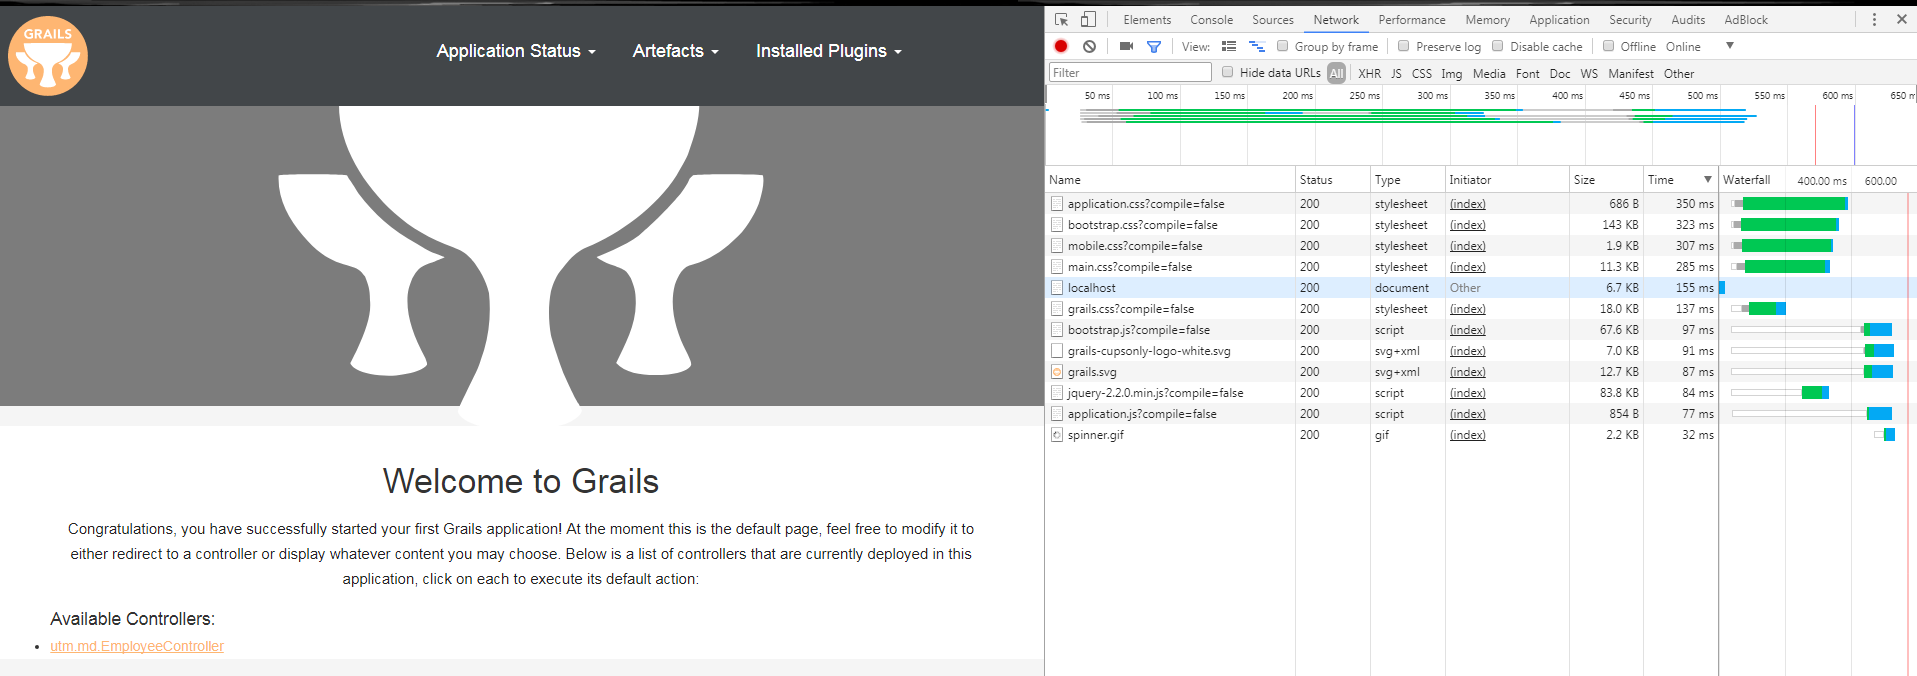 GRAILS
Application Status Artefacts Installed Plugins
Welcome to Grails
Congratulations, you have successfully started your first Grails application! At the moment this is the default page, feel free to modify it to
either redirect to a controller or display whatever content you may choose. Below is a list of controllers that are currently deployed in this
application, click on each to execute its default action:
Available Controllers:
utm.md.EmployeeController
Elements Console Sources Network Performance Memory Application Security Audits AdBlock
View: Group by frame Preserve log Disable cache Offline Online
Filter Hide data URLs All XHR JS CSS Img Media Font Doc WS Manifest Other
50 ms 100 ms 150 ms 200 ms 250 ms 300 ms 350 ms 400 ms 450 ms 500 ms 550 ms 600 ms 650 m
Name Status Type Initiator Size Time Waterfall 400.00 ms 600.00
application.css?compile=false 200 stylesheet (index) 686 B 350 ms
bootstrap.css?compile=false 200 stylesheet (index) 143 KB 323 ms
mobile.css?compile=false 200 stylesheet (index) 1.9 KB 307 ms
main.css?compile=false 200 stylesheet (index) 11.3 KB 285 ms
localhost 200 document Other 6.7 KB 155 ms
grails.css?compile=false 200 stylesheet (index) 18.0 KB 137 ms
bootstrap.js?compile=false 200 script (index) 67.6 KB 97 ms
grails-cupsonly-logo-white.svg 200 svg+xml (index) 7.0 KB 91 ms
grails.svg 200 svg+xml (index) 12.7 KB 87 ms
jquery-2.2.0.min.js?compile=false 200 script (index) 83.8 KB 84 ms
application.js?compile=false 200 script (index) 854 B 77 ms
spinner.gif 200 gif (index) 2.2 KB 32 ms